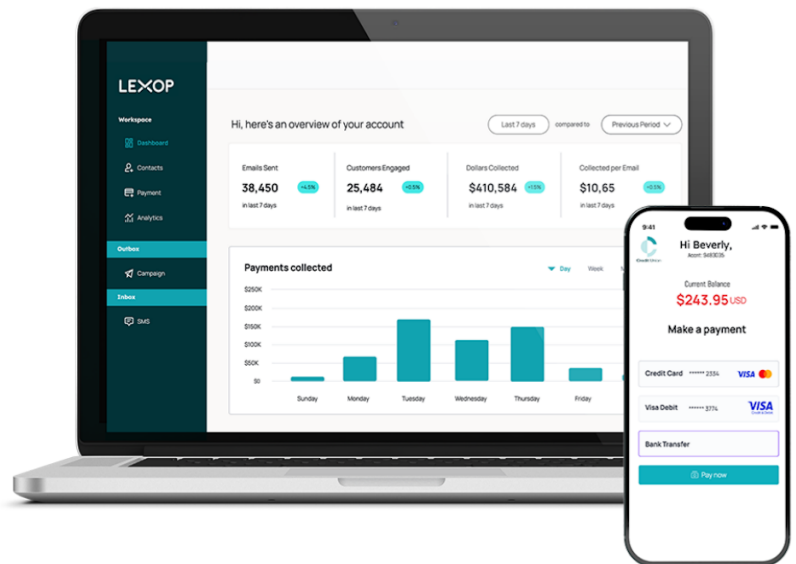 LEXOP
Workspace
Dashboard
Contacts
Payment
Analytics
Outbox
Campaign
Inbox
SMS
Hi, here's an overview of your account
Last 7 days
compared to
Previous Period
Emails Sent
38,450
in last 7 days
Customers Engaged
25,484
in last 7 days
Dollars Collected
$410,584
in last 7 days
Collected per Email
$10,65
in last 7 days
Payments collected
Day
Week
$250K
$200K
$150K
$100K
$50K
$0
Sunday
Monday
Tuesday
Wednesday
Thursday
Friday
9:41
Hi Beverly,
Current Balance
$243.95 USD
Make a payment
Credit Card ****** 2334 VISA
Visa Debit ****** 3774 VISA
Bank Transfer
Pay now